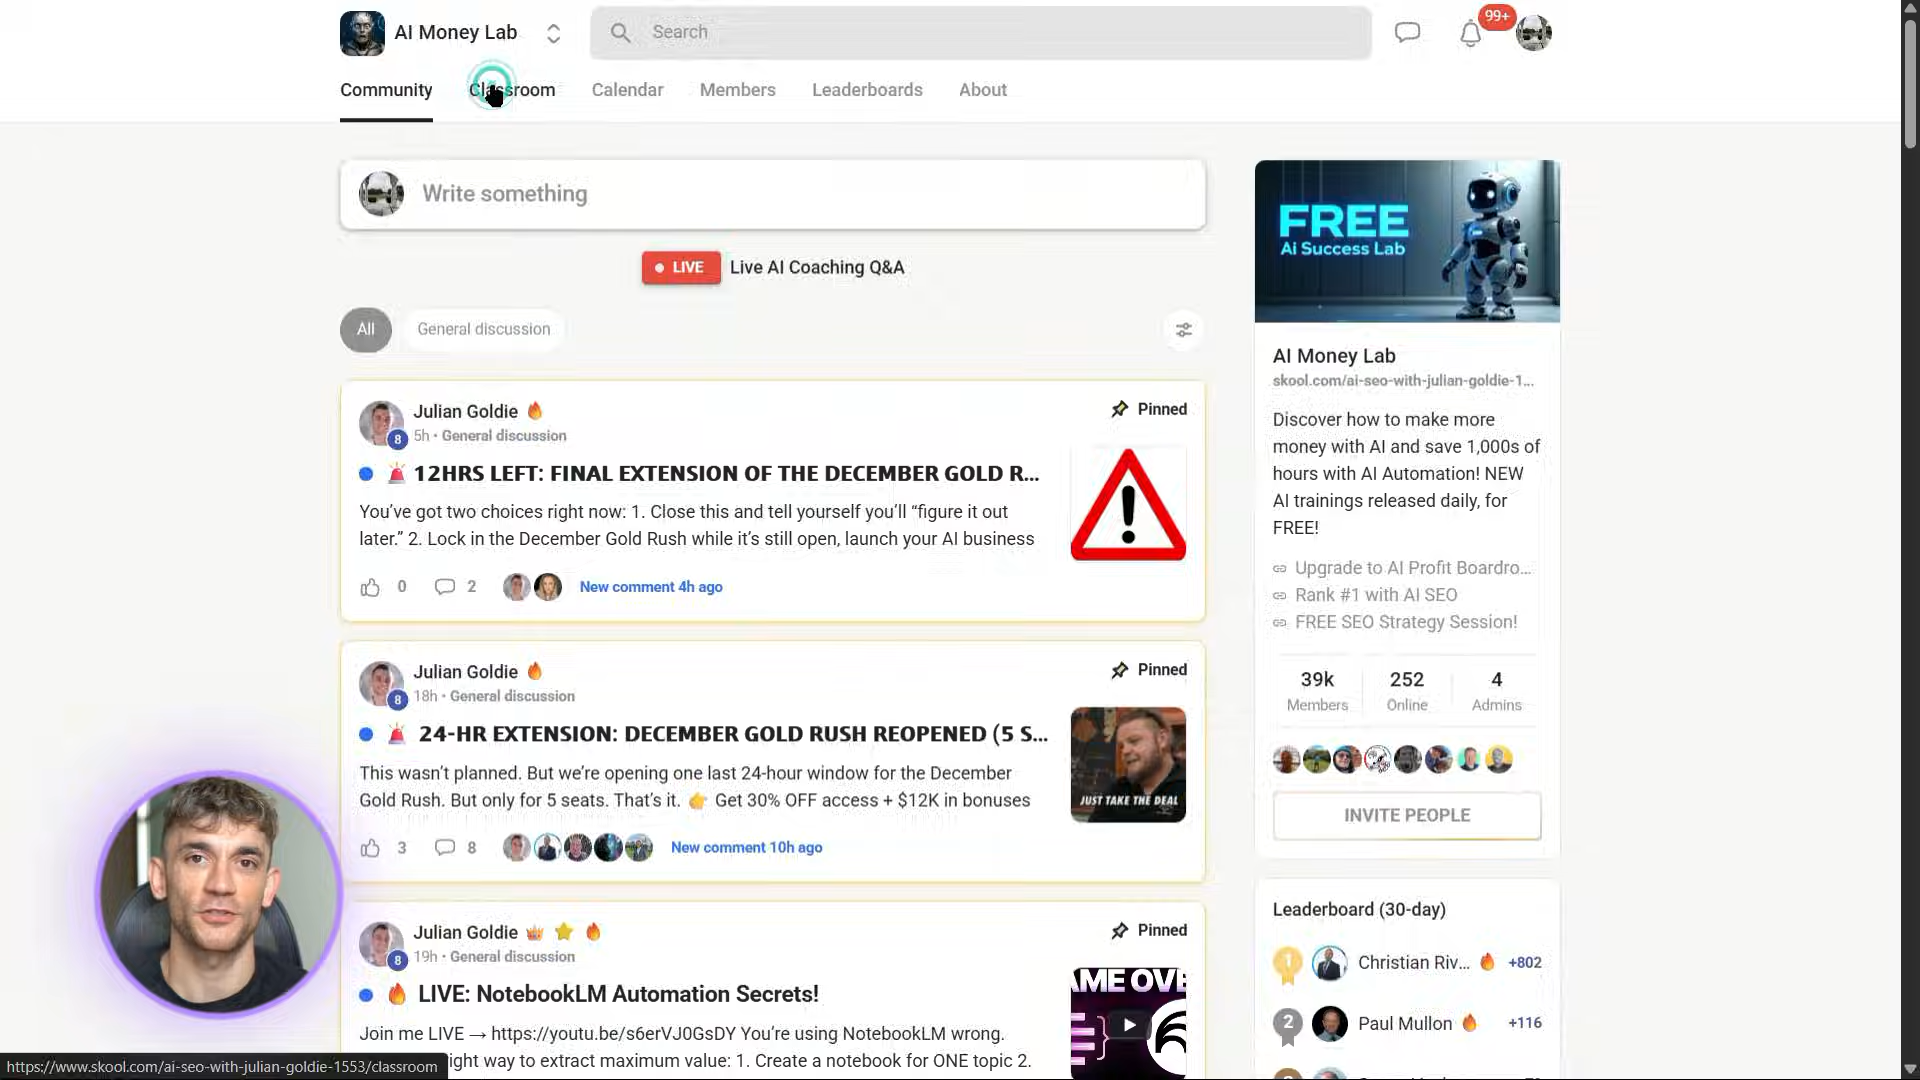 AI Money Lab
Search
99+
Community
Classroom
Calendar
Members
Leaderboards
About
Write something
LIVE
Live AI Coaching Q&A
All
General discussion
Julian Goldie
8
5h • General discussion
Pinned
12HRS LEFT: FINAL EXTENSION OF THE DECEMBER GOLD R...
You've got two choices right now: 1. Close this and tell yourself you'll “figure it out
later.” 2. Lock in the December Gold Rush while it's still open, launch your AI business
0
2
New comment 4h ago
Julian Goldie
8
18h • General discussion
Pinned
24-HR EXTENSION: DECEMBER GOLD RUSH REOPENED (5 S...
This wasn't planned. But we're opening one last 24-hour window for the December
Gold Rush. But only for 5 seats. That's it. 👉 Get 30% OFF access + $12K in bonuses
JUST TAKE THE DEAL
3
8
New comment 10h ago
Julian Goldie
8
19h • General discussion
Pinned
LIVE: NotebookLM Automation Secrets!
Join me LIVE → https://youtu.be/s6erVJ0GsDY You're using NotebookLM wrong.
ight way to extract maximum value: 1. Create a notebook for ONE topic 2.
AME OVE
FREE
Ai Success Lab
AI Money Lab
skool.com/ai-seo-with-julian-goldie-1...
Discover how to make more
money with AI and save 1,000s of
hours with AI Automation! NEW
AI trainings released daily, for
FREE!
Upgrade to AI Profit Boardro...
Rank #1 with AI SEO
FREE SEO Strategy Session!
39k
Members
252
Online
4
Admins
INVITE PEOPLE
Leaderboard (30-day)
1
Christian Riv...
+802
2
Paul Mullon
+116
https://www.skool.com/ai-seo-with-julian-goldie-1553/classroom